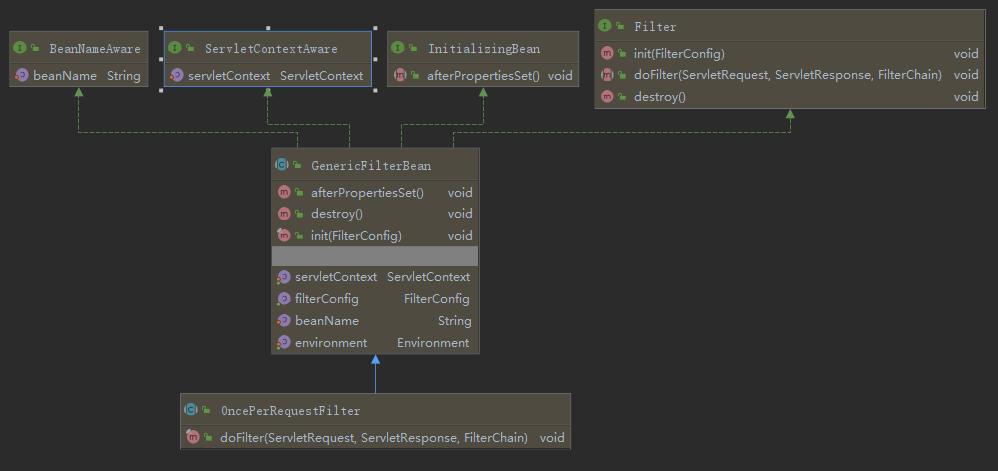 BeanNameAware
beanName String
ServletContextAware
servletContext ServletContext
InitializingBean
afterPropertiesSet() void
Filter
init(FilterConfig) void
doFilter(ServletRequest, ServletResponse, FilterChain) void
destroy() void
GenericFilterBean
afterPropertiesSet() void
destroy() void
init(FilterConfig) void
servletContext ServletContext
filterConfig FilterConfig
beanName String
environment Environment
OncePerRequestFilter
doFilter(ServletRequest, ServletResponse, FilterChain) void